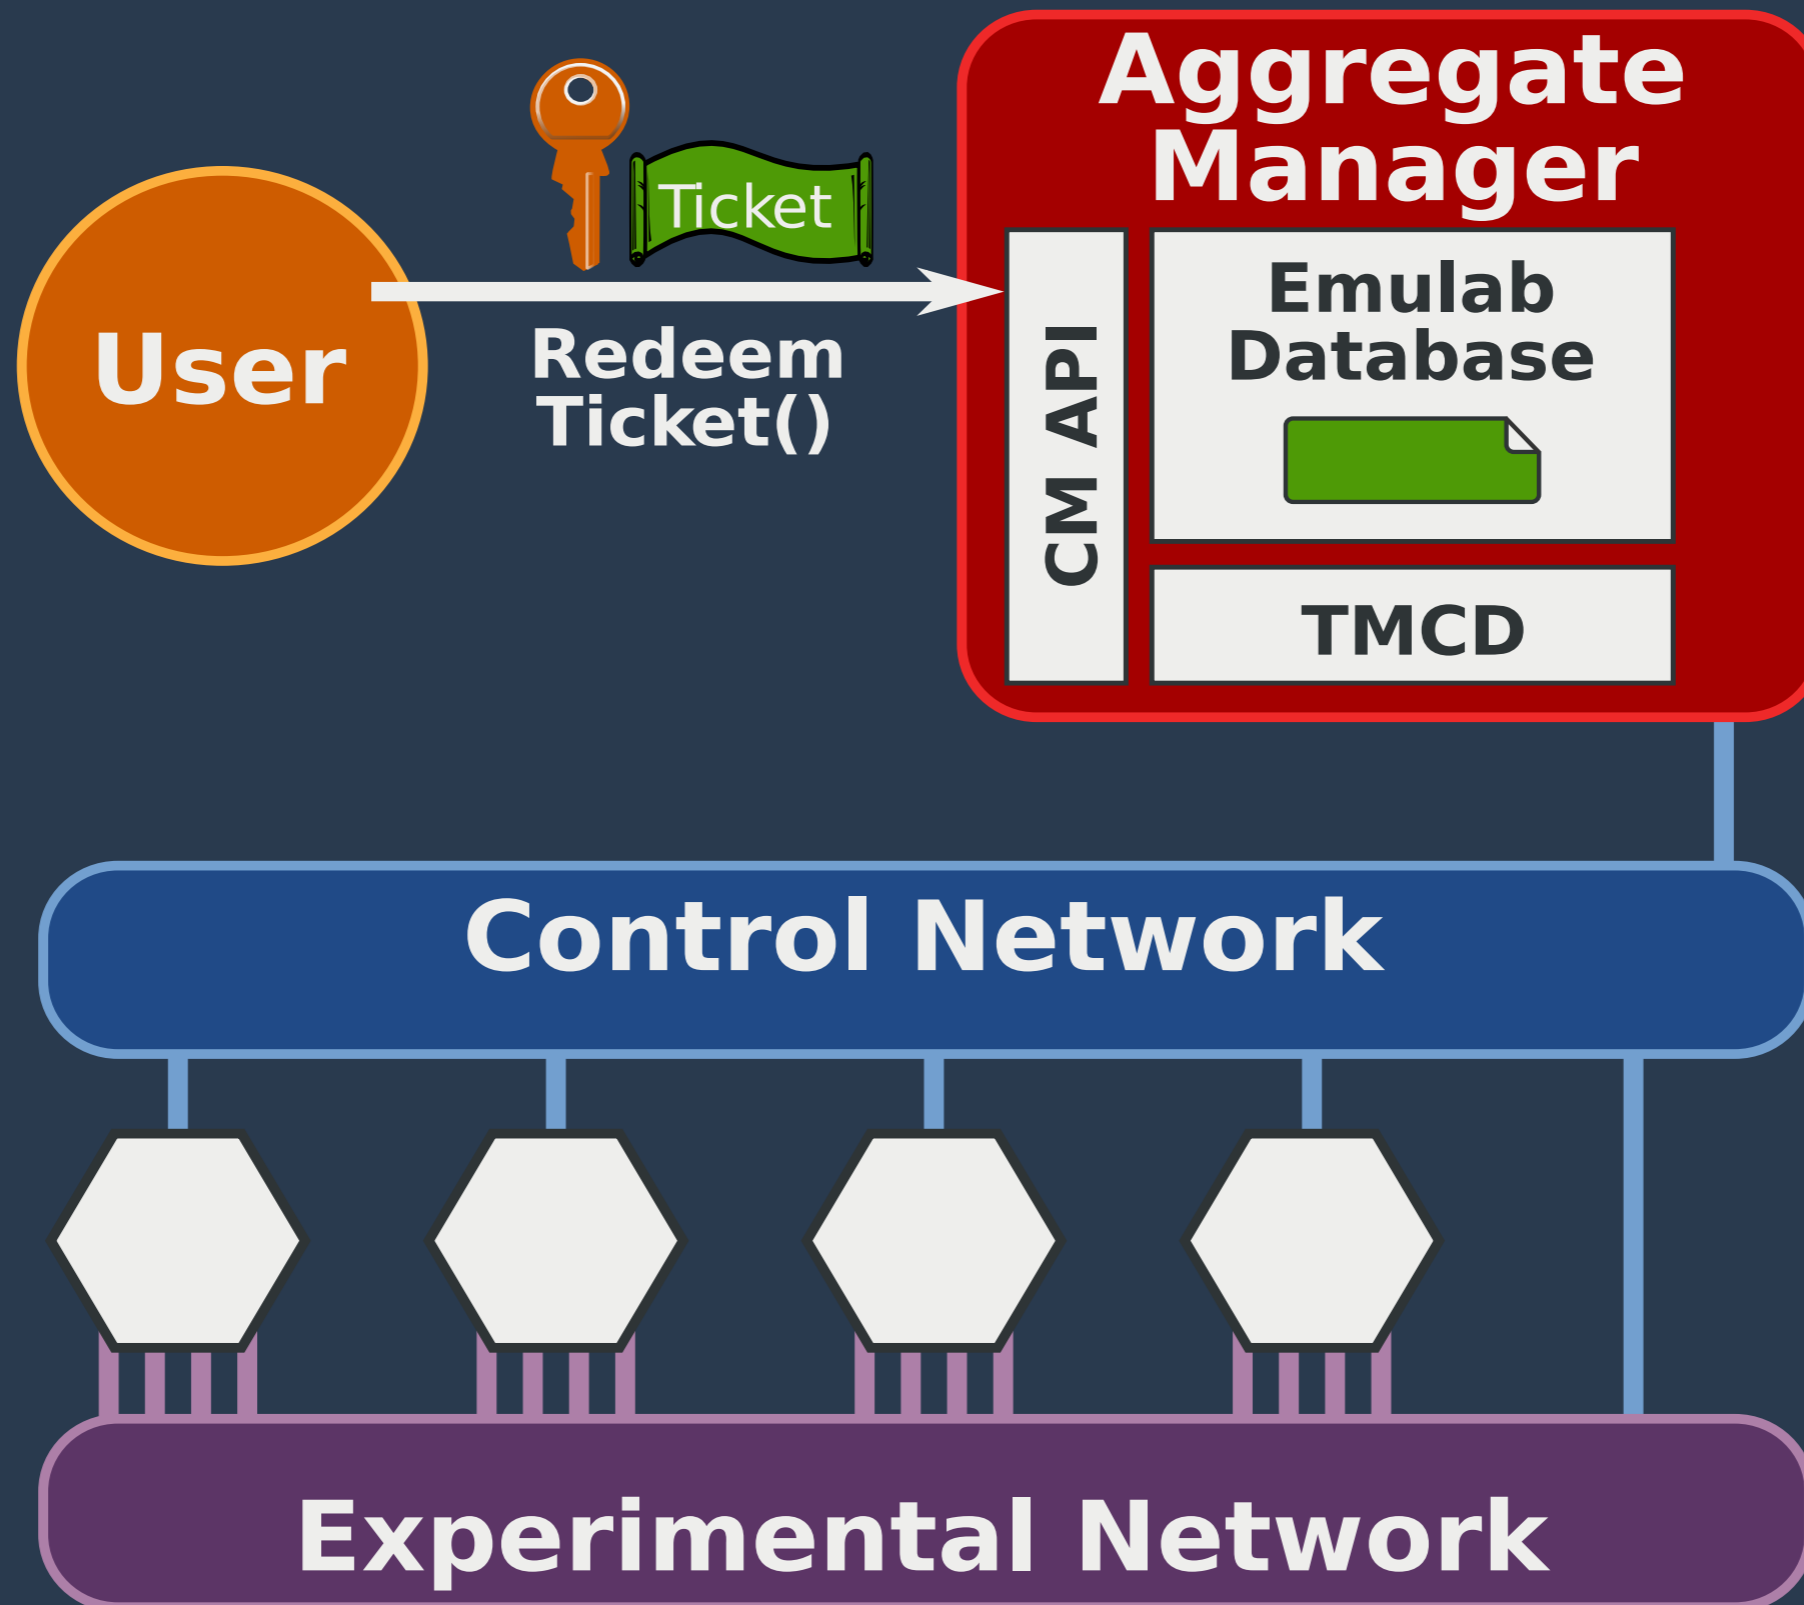 Aggregate
Manager
Ticket
User
Redeem
Ticket()
CM API
Emulab
Database
TMCD
Control Network
Experimental Network